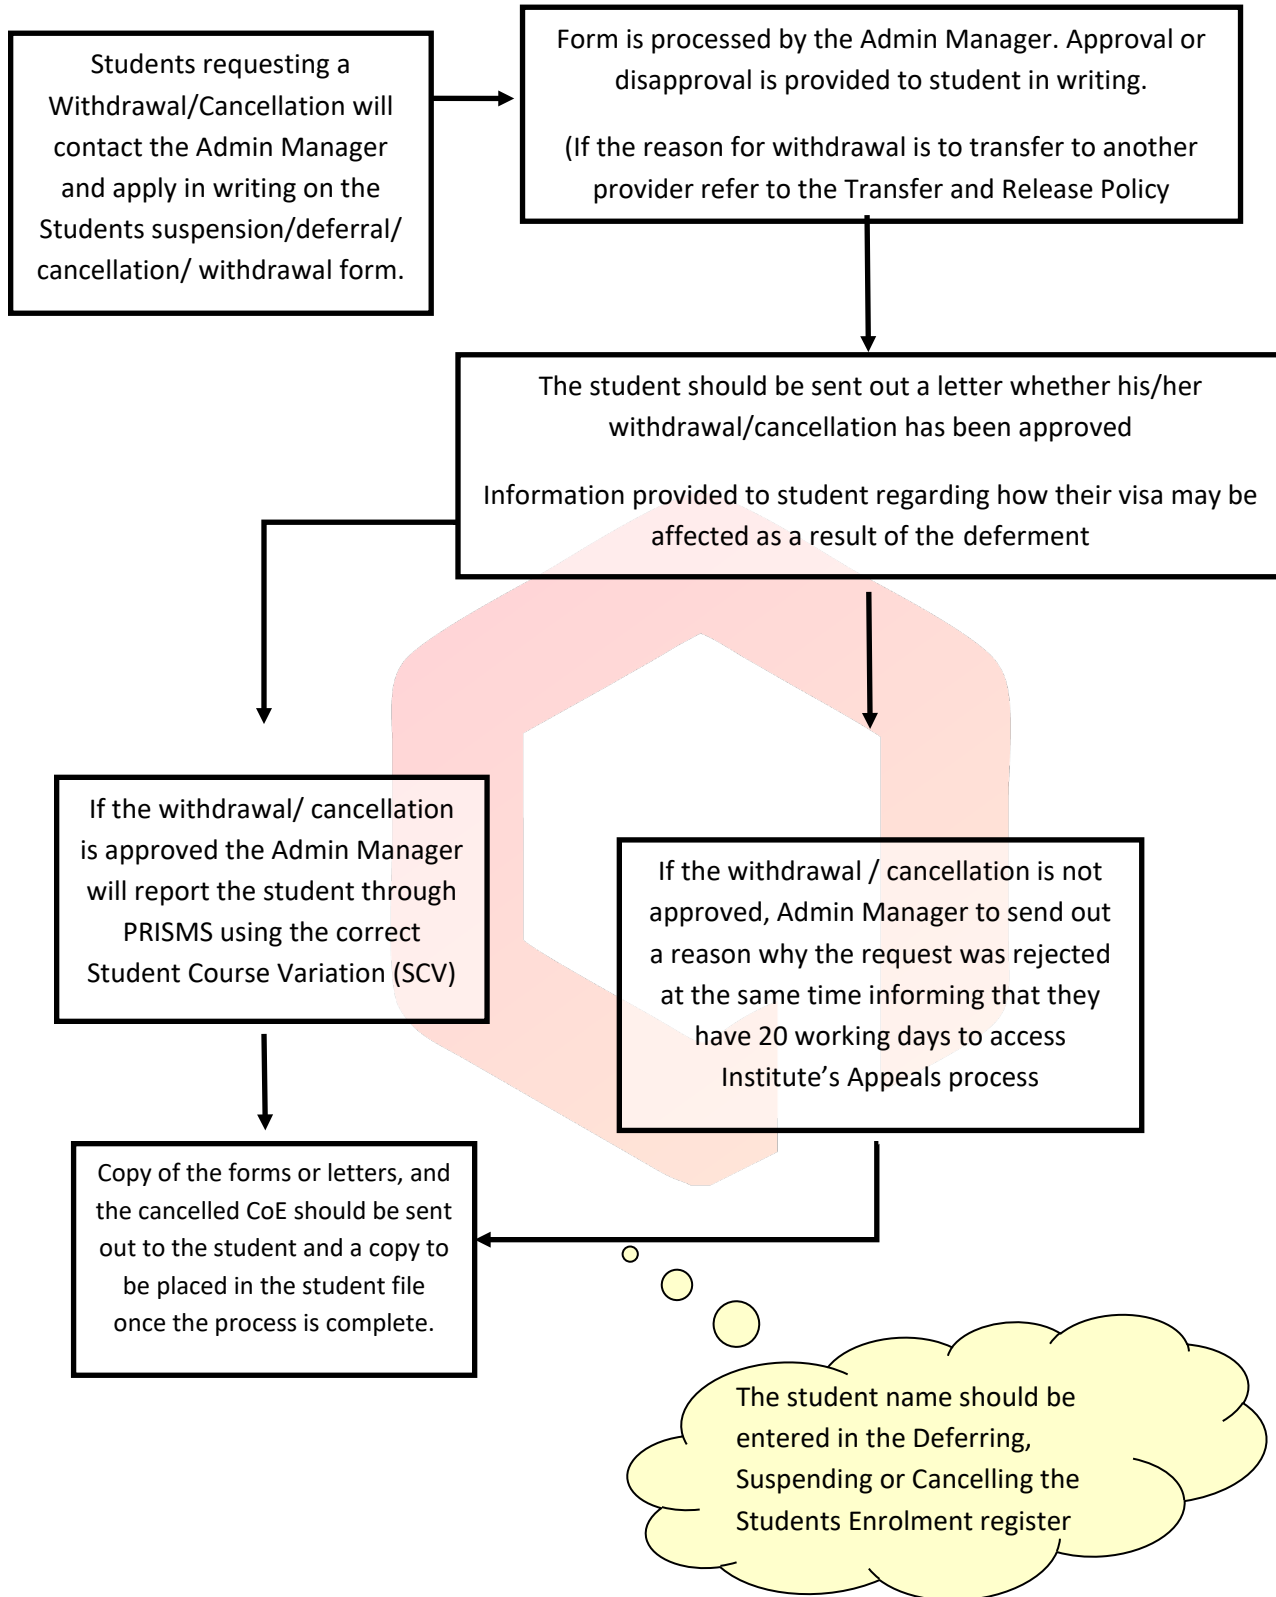 Students requesting a
Withdrawal/Cancellation will
contact the Admin Manager
and apply in writing on the
Students suspension/deferral/
cancellation/ withdrawal form.
Form is processed by the Admin Manager. Approval or
disapproval is provided to student in writing.
(If the reason for withdrawal is to transfer to another
provider refer to the Transfer and Release Policy
The student should be sent out a letter whether his/her
withdrawal/cancellation has been approved
Information provided to student regarding how their visa may be
affected as a result of the deferment
If the withdrawal/ cancellation
is approved the Admin Manager
will report the student through
PRISMS using the correct
Student Course Variation (SCV)
If the withdrawal / cancellation is not
approved, Admin Manager to send out
a reason why the request was rejected
at the same time informing that they
have 20 working days to access
Institute’s Appeals process
Copy of the forms or letters, and
the cancelled CoE should be sent
out to the student and a copy to
be placed in the student file
once the process is complete.
The student name should be
entered in the Deferring,
Suspending or Cancelling the
Students Enrolment register